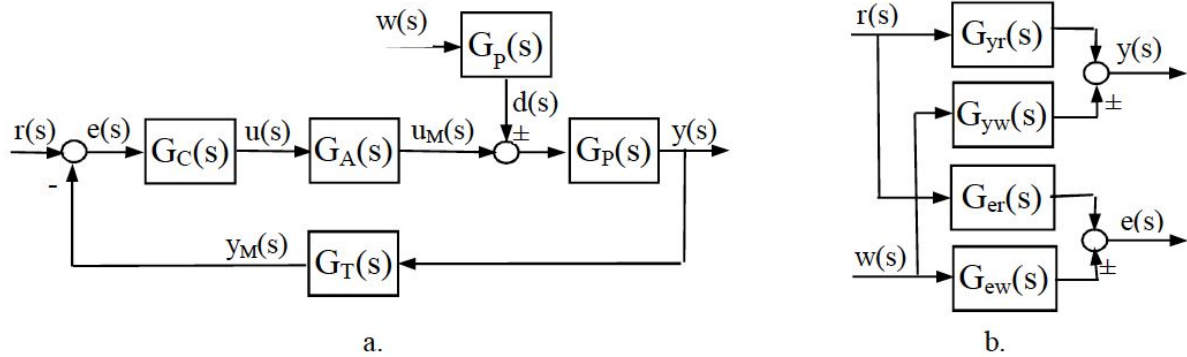 w(s)
G_p(s)
d(s)
±
r(s)
e(s)
G_C(s)
u(s)
G_A(s)
u_M(s)
G_P(s)
y(s)
-
y_M(s)
G_T(s)
a.
r(s)
G_yr(s)
y(s)
G_yw(s)
±
G_er(s)
e(s)
w(s)
G_ew(s)
±
b.